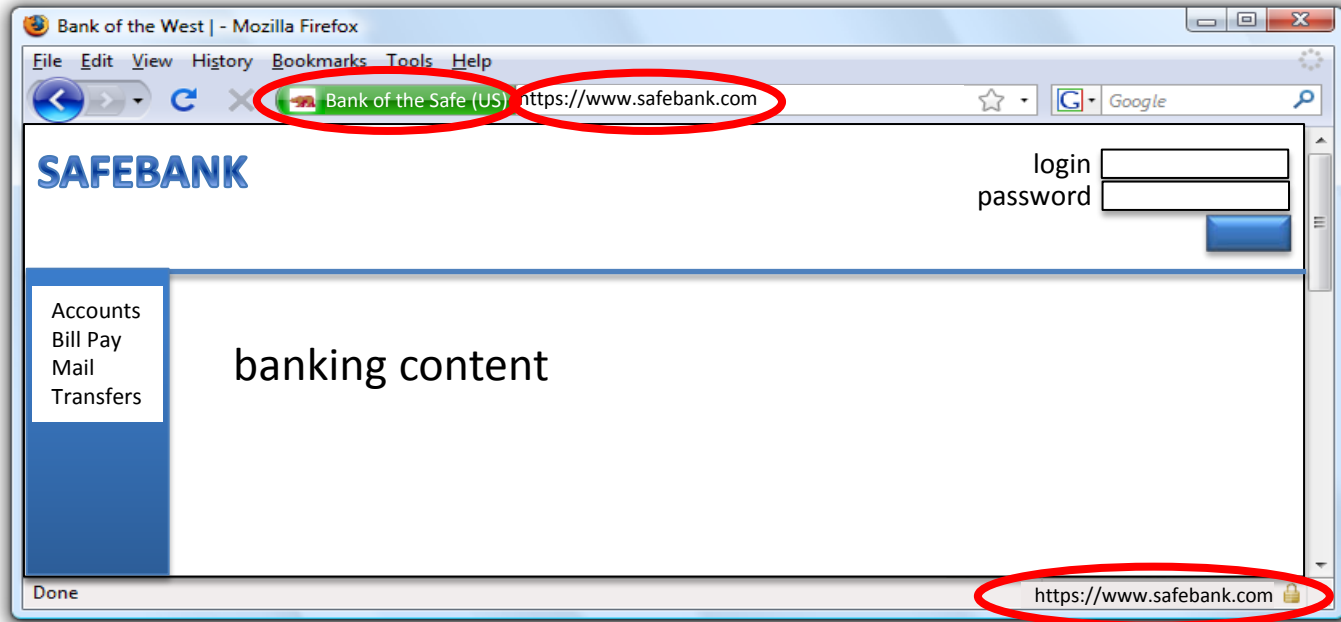 Bank of the West | - Mozilla Firefox
File Edit View History Bookmarks Tools Help
Bank of the Safe (US) https://www.safebank.com G Google
SAFEBANK
login
password
Accounts
Bill Pay
Mail
Transfers
banking content
Done https://www.safebank.com